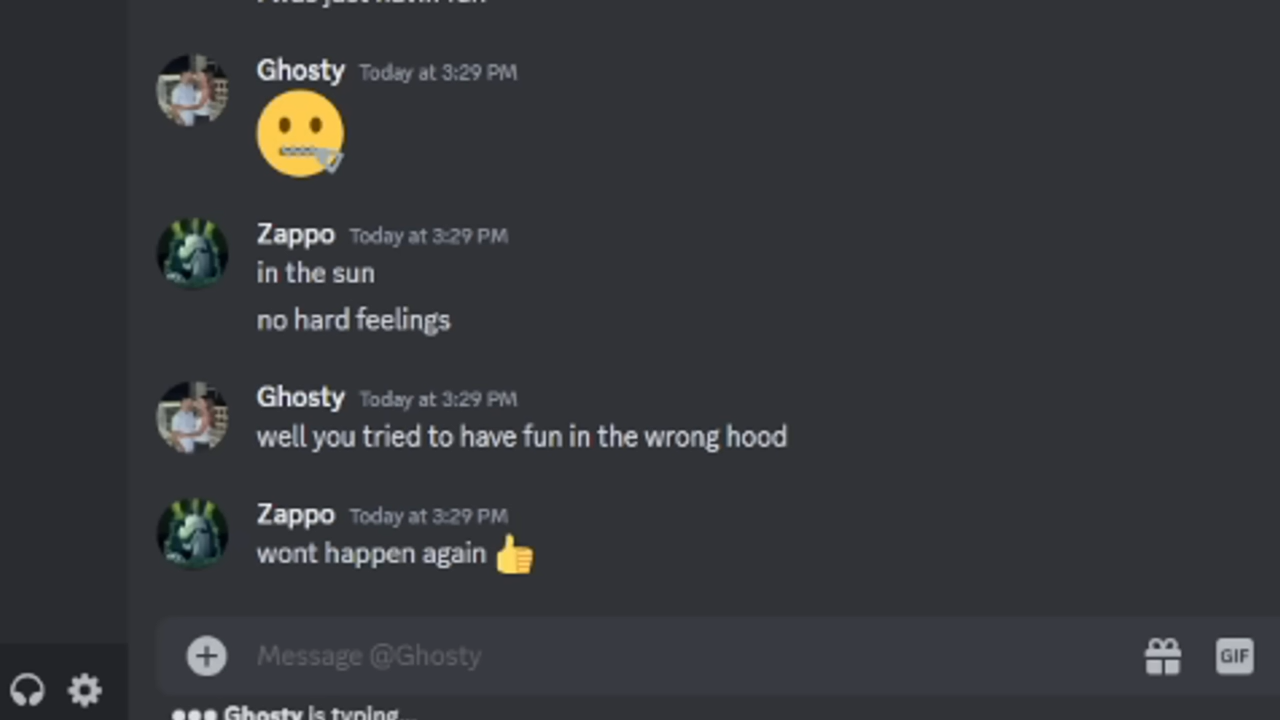 Ghosty Today at 3:29 PM
Zappo Today at 3:29 PM
in the sun
no hard feelings
Ghosty Today at 3:29 PM
well you tried to have fun in the wrong hood
Zappo Today at 3:29 PM
wont happen again 👍
Message @Ghosty
GIF
Ghosty is typing...